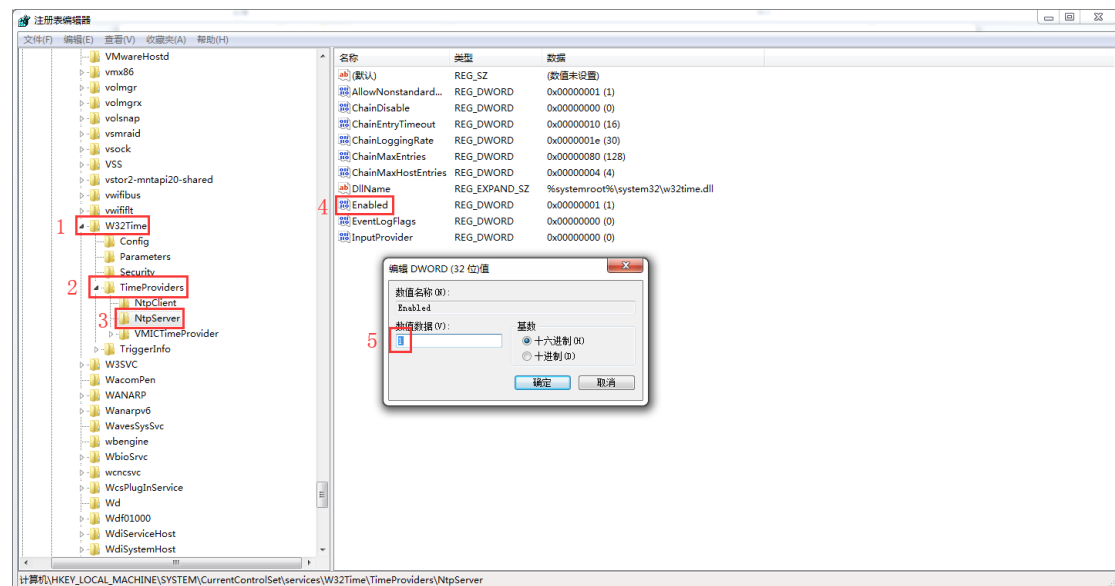 注册表编辑器
文件(F) 编辑(E) 查看(V) 收藏夹(A) 帮助(H)
VMwareHostd
vmx86
volmgr
volmgrx
volsnap
vsmraid
vsock
VSS
vstor2-mntapi20-shared
vwifibus
vwififlt
1 W32Time
Config
Parameters
Security
2 TimeProviders
NtpClient
3 NtpServer
VMICTimeProvider
TriggerInfo
W3SVC
WacomPen
WANARP
Wanarpv6
WavesSysSvc
wbengine
WbioSrvc
wcncsvc
WcsPlugInService
Wd
Wdf01000
WdiServiceHost
WdiSystemHost
名称 类型 数据
(默认) REG_SZ (数值未设置)
AllowNonstandard... REG_DWORD 0x00000001 (1)
ChainDisable REG_DWORD 0x00000000 (0)
ChainEntryTimeout REG_DWORD 0x00000010 (16)
ChainLoggingRate REG_DWORD 0x0000001e (30)
ChainMaxEntries REG_DWORD 0x00000080 (128)
ChainMaxHostEntries REG_DWORD 0x00000004 (4)
DllName REG_EXPAND_SZ %systemroot%\system32\w32time.dll
4 Enabled REG_DWORD 0x00000001 (1)
EventLogFlags REG_DWORD 0x00000000 (0)
InputProvider REG_DWORD 0x00000000 (0)
编辑 DWORD (32 位)值
数值名称(N):
Enabled
数值数据(V): 基数
5 1 十六进制(H)
十进制(D)
确定 取消
计算机\HKEY_LOCAL_MACHINE\SYSTEM\CurrentControlSet\services\W32Time\TimeProviders\NtpServer